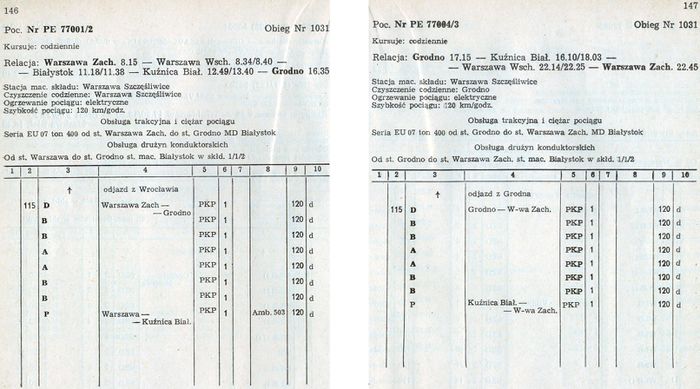 146
Poc. Nr PE 77001/2 Obieg Nr 1031
Kursuje: codziennie
Relacja: Warszawa Zach. 8.15 — Warszawa Wsch. 8.34/8.40 —
— Białystok 11.18/11.38 — Kuźnica Biał. 12.49/13.40 — Grodno 16.35
Stacja mac. składu: Warszawa Szczęśliwice
Czyszczenie codzienne: Warszawa Szczęśliwice
Ogrzewanie pociągu: elektryczne
Szybkość pociągu: 120 km/godz.
Obsługa trakcyjna i ciężar pociągu
Seria EU 07 ton 400 od st. Warszawa Zach. do st. Grodno MD Białystok
Obsługa drużyn konduktorskich
Od st. Warszawa do st. Grodno st. mac. Białystok w skłd. 1/1/2
1 2 3 4 5 6 7 8 9 10
† odjazd z Wrocławia
115 D Warszawa Zach — PKP 1 120 d
— Grodno
B PKP 1 120 d
B PKP 1 120 d
A PKP 1 120 d
A PKP 1 120 d
B PKP 1 120 d
B PKP 1 120 d
P Warszawa — PKP 1 Amb. 503 120 d
— Kuźnica Biał.
147
Poc. Nr PE 77004/3 Obieg Nr 1031
Kursuje: codziennie
Relacja: Grodno 17.15 — Kuźnica Biał. 16.10/18.03 —
— Warszawa Wsch. 22.14/22.25 — Warszawa Zach. 22.45
Stacja mac. składu: Warszawa Szczęśliwice
Czyszczenie codzienne: Grodno
Ogrzewanie pociągu: elektryczne
Szybkość pociągu: 120 km/godz.
Obsługa trakcyjna i ciężar pociągu
Seria EU 07 ton 400 od st. Grodno do st. Warszawa Zach. MD Białystok
Obsługa drużyn konduktorskich
Od st. Grodno do st. Warszawa Zach. st. mac. Białystok w skłd. 1/1/2
1 2 3 4 5 6 7 8 9 10
† odjazd z Grodna
115 D Grodno — W-wa Zach. PKP 1 120 d
B PKP 1 120 d
B PKP 1 120 d
A PKP 1 120 d
A PKP 1 120 d
B PKP 1 120 d
B PKP 1 120 d
P Kuźnica Biał. — PKP 1 120 d
— W-wa Zach.